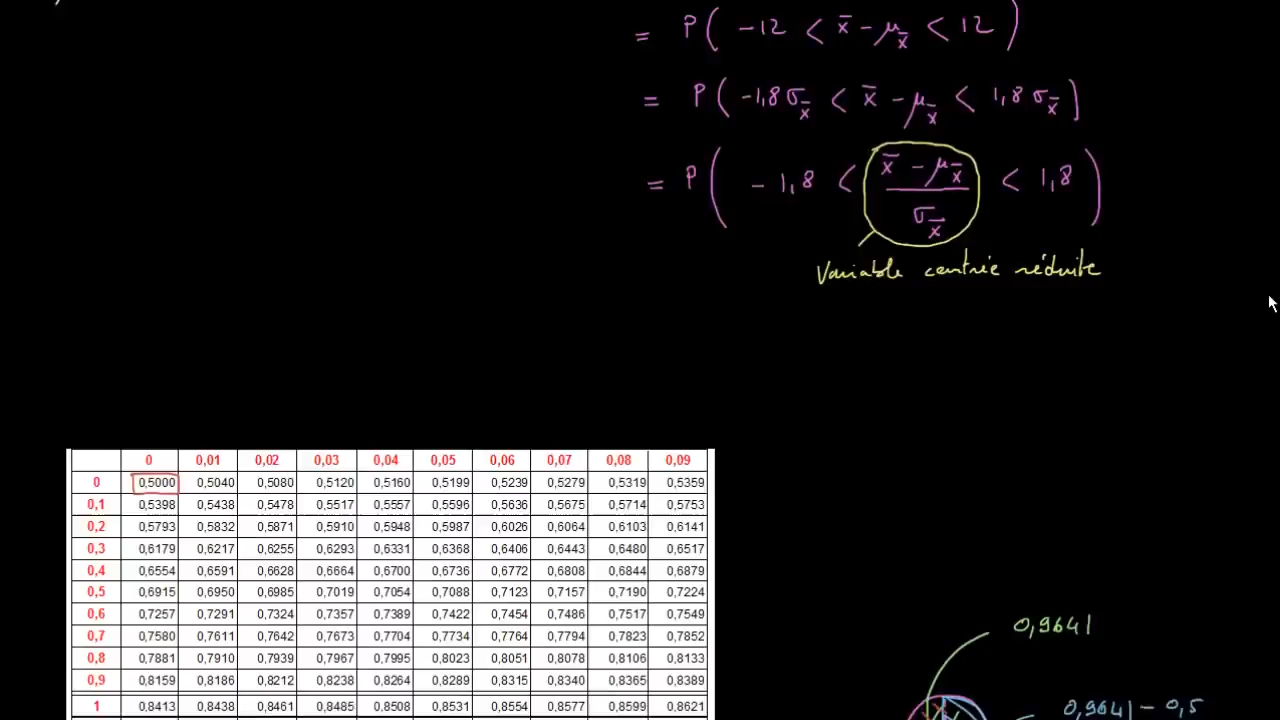 = P( -12 < x̄ - μx̄ < 12 )
= P( -1,8 σx̄ < x̄ - μx̄ < 1,8 σx̄ )
= P( -1,8 < (x̄ - μx̄) / σx̄ < 1,8 )
Variable centrée réduite
0 0,01 0,02 0,03 0,04 0,05 0,06 0,07 0,08 0,09
0 0,5000 0,5040 0,5080 0,5120 0,5160 0,5199 0,5239 0,5279 0,5319 0,5359
0,1 0,5398 0,5438 0,5478 0,5517 0,5557 0,5596 0,5636 0,5675 0,5714 0,5753
0,2 0,5793 0,5832 0,5871 0,5910 0,5948 0,5987 0,6026 0,6064 0,6103 0,6141
0,3 0,6179 0,6217 0,6255 0,6293 0,6331 0,6368 0,6406 0,6443 0,6480 0,6517
0,4 0,6554 0,6591 0,6628 0,6664 0,6700 0,6736 0,6772 0,6808 0,6844 0,6879
0,5 0,6915 0,6950 0,6985 0,7019 0,7054 0,7088 0,7123 0,7157 0,7190 0,7224
0,6 0,7257 0,7291 0,7324 0,7357 0,7389 0,7422 0,7454 0,7486 0,7517 0,7549
0,7 0,7580 0,7611 0,7642 0,7673 0,7704 0,7734 0,7764 0,7794 0,7823 0,7852
0,8 0,7881 0,7910 0,7939 0,7967 0,7995 0,8023 0,8051 0,8078 0,8106 0,8133
0,9 0,8159 0,8186 0,8212 0,8238 0,8264 0,8289 0,8315 0,8340 0,8365 0,8389
1 0,8413 0,8438 0,8461 0,8485 0,8508 0,8531 0,8554 0,8577 0,8599 0,8621
0,9641
0,9641 - 0,5